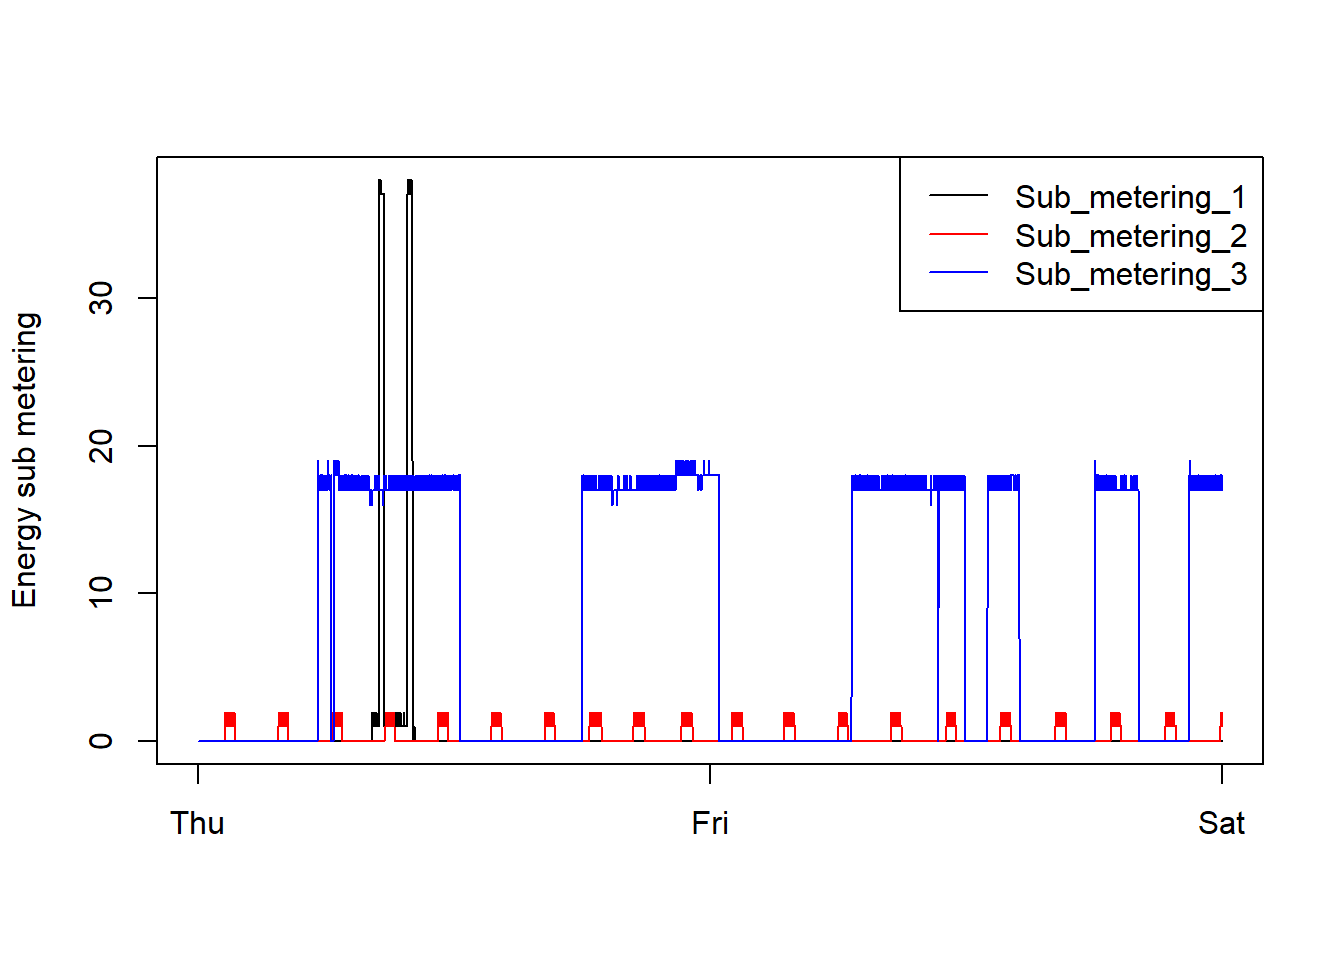 Sub_metering_1
Sub_metering_2
Sub_metering_3
Energy sub metering
30
20
10
0
Thu
Fri
Sat